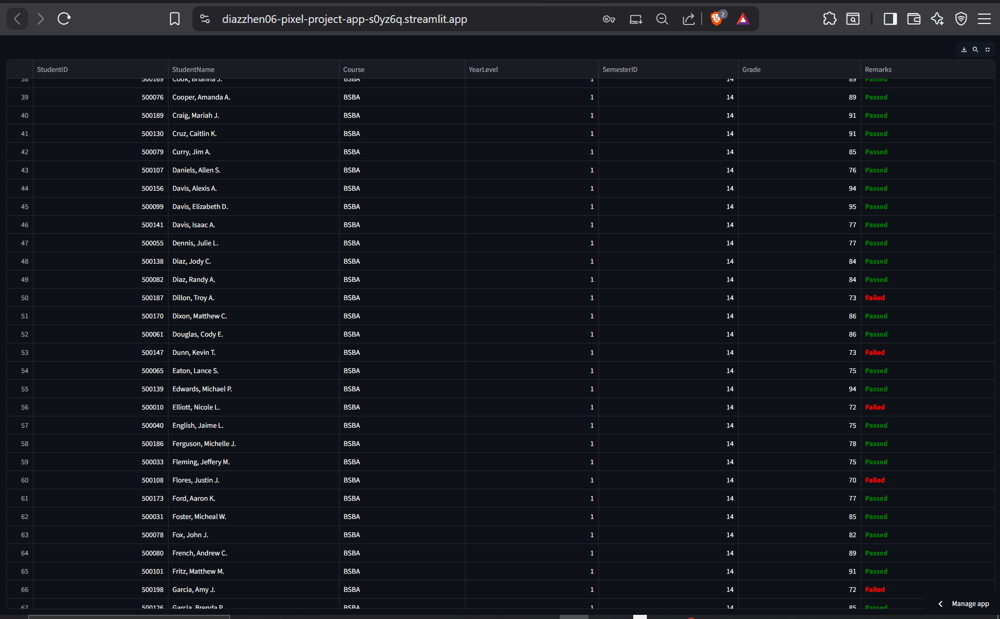 diazzhen06-pixel-project-app-s0yz6q.streamlit.app
2
StudentID StudentName Course YearLevel SemesterID Grade Remarks
38 500169 Cook, Brianna J. BSBA 1 14 89 Passed
39 500076 Cooper, Amanda A. BSBA 1 14 89 Passed
40 500189 Craig, Mariah J. BSBA 1 14 91 Passed
41 500130 Cruz, Caitlin K. BSBA 1 14 91 Passed
42 500079 Curry, Jim A. BSBA 1 14 85 Passed
43 500107 Daniels, Allen S. BSBA 1 14 76 Passed
44 500156 Davis, Alexis A. BSBA 1 14 94 Passed
45 500099 Davis, Elizabeth D. BSBA 1 14 95 Passed
46 500141 Davis, Isaac A. BSBA 1 14 77 Passed
47 500055 Dennis, Julie L. BSBA 1 14 77 Passed
48 500138 Diaz, Jody C. BSBA 1 14 84 Passed
49 500082 Diaz, Randy A. BSBA 1 14 84 Passed
50 500187 Dillon, Troy A. BSBA 1 14 73 Failed
51 500170 Dixon, Matthew C. BSBA 1 14 86 Passed
52 500061 Douglas, Cody E. BSBA 1 14 86 Passed
53 500147 Dunn, Kevin T. BSBA 1 14 73 Failed
54 500065 Eaton, Lance S. BSBA 1 14 75 Passed
55 500139 Edwards, Michael P. BSBA 1 14 94 Passed
56 500010 Elliott, Nicole L. BSBA 1 14 72 Failed
57 500040 English, Jaime L. BSBA 1 14 75 Passed
58 500186 Ferguson, Michelle J. BSBA 1 14 78 Passed
59 500033 Fleming, Jeffery M. BSBA 1 14 75 Passed
60 500108 Flores, Justin J. BSBA 1 14 70 Failed
61 500173 Ford, Aaron K. BSBA 1 14 77 Passed
62 500031 Foster, Micheal W. BSBA 1 14 85 Passed
63 500078 Fox, John J. BSBA 1 14 82 Passed
64 500080 French, Andrew C. BSBA 1 14 89 Passed
65 500101 Fritz, Matthew M. BSBA 1 14 91 Passed
66 500198 Garcia, Amy J. BSBA 1 14 72 Failed
67 500126 Garcia, Brenda P. BSBA 1 14 85 Passed
Manage app